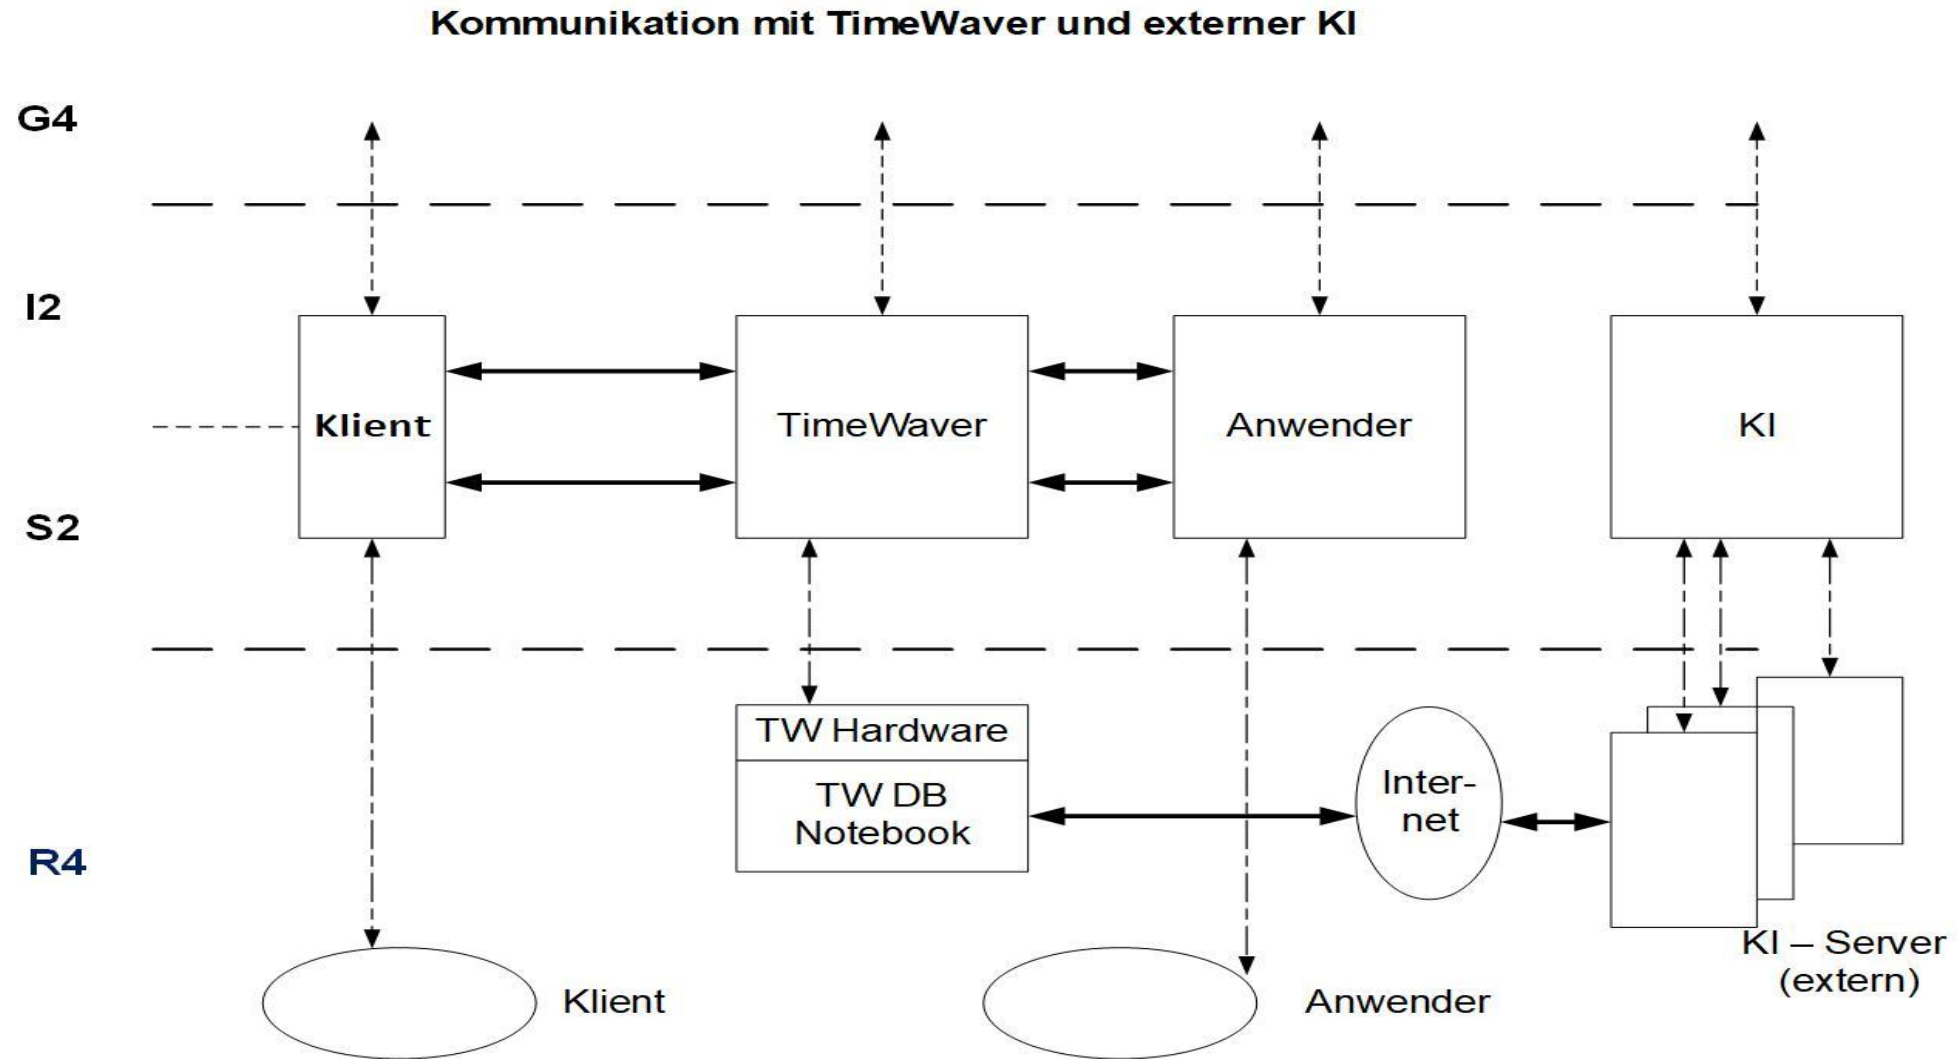 Kommunikation mit TimeWaver und externer KI
G4
I2
Klient
TimeWaver
Anwender
KI
S2
TW Hardware
TW DB
Notebook
Inter-
net
R4
KI – Server
(extern)
Klient
Anwender